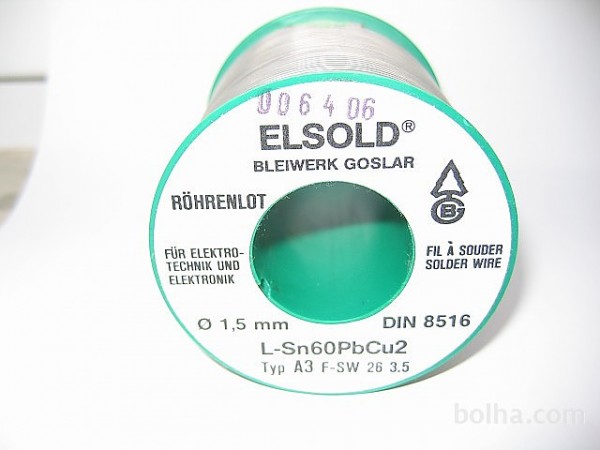 006406
ELSOLD®
BLEIWERK GOSLAR
RÖHRENLOT
GB
FÜR ELEKTRO-
TECHNIK UND
ELEKTRONIK
FIL À SOUDER
SOLDER WIRE
Ø 1,5 mm
DIN 8516
L-Sn60PbCu2
Typ A3 F-SW 26 3.5
bolha.com